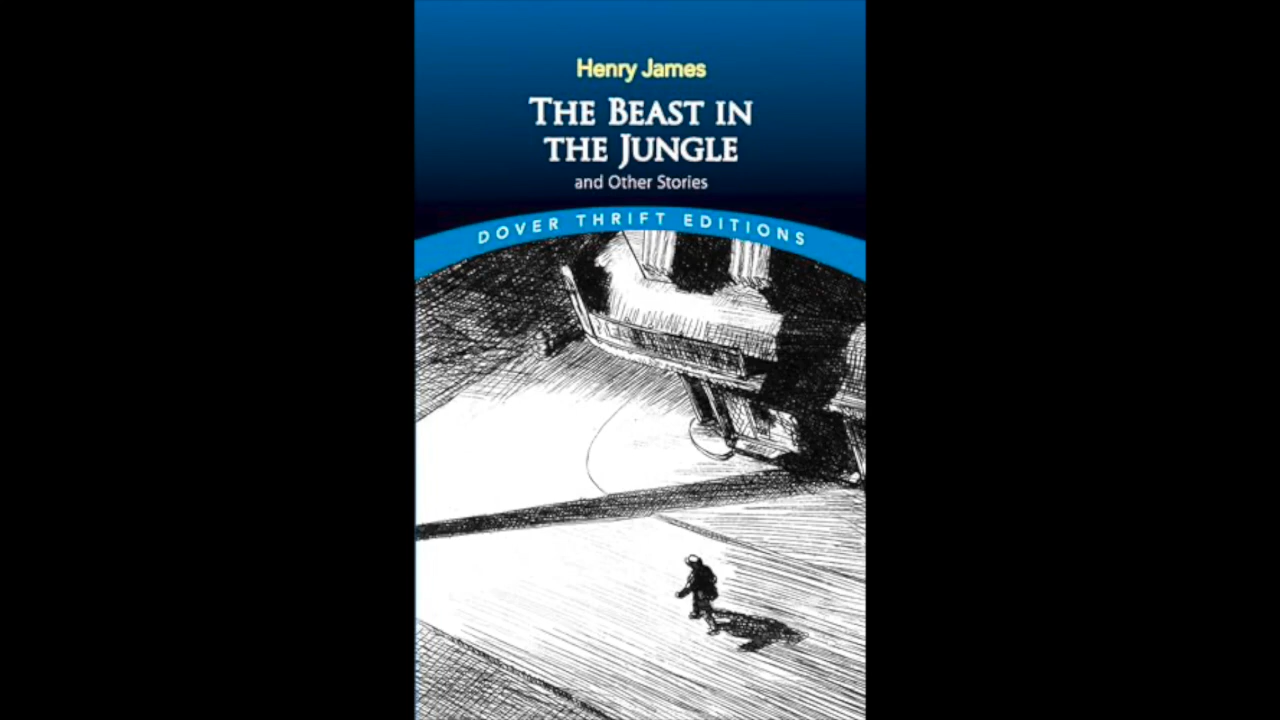 Henry James
THE BEAST IN
THE JUNGLE
and Other Stories
DOVER THRIFT EDITIONS